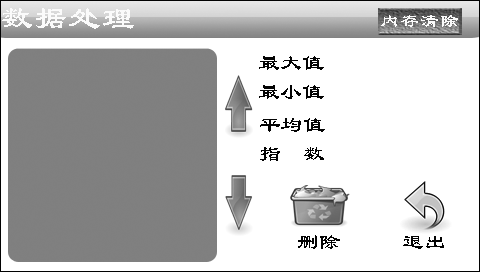 数据处理
内存清除
最大值
最小值
平均值
指　数
删除
退出